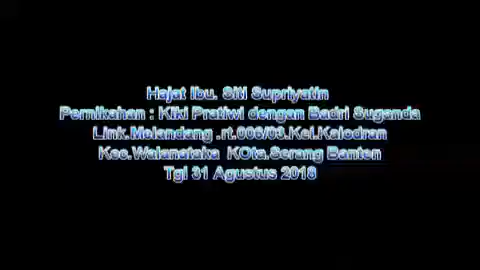 Hajat Ibu. Siti Supriyatin
Pernikahan : Kiki Pratiwi dengan Badri Suganda
Link.Melandang .rt.006/03.Kel.Kalodran
Kec.Walanataka KOta.Serang Banten
Tgl 31 Agustus 2018